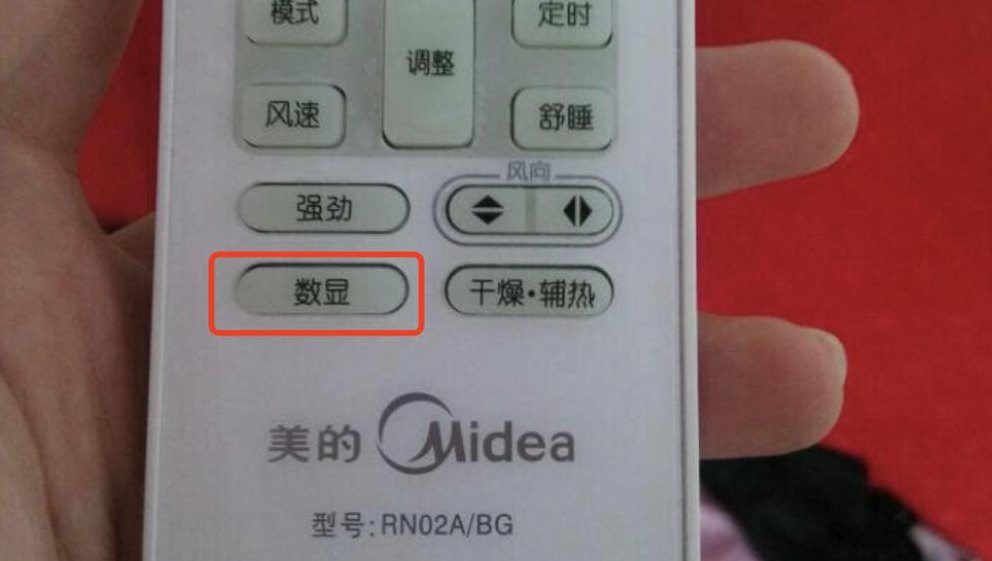 模式
定时
调整
风速
舒睡
风向
强劲
数显
干燥·辅热
美的 Midea
型号:RN02A/BG